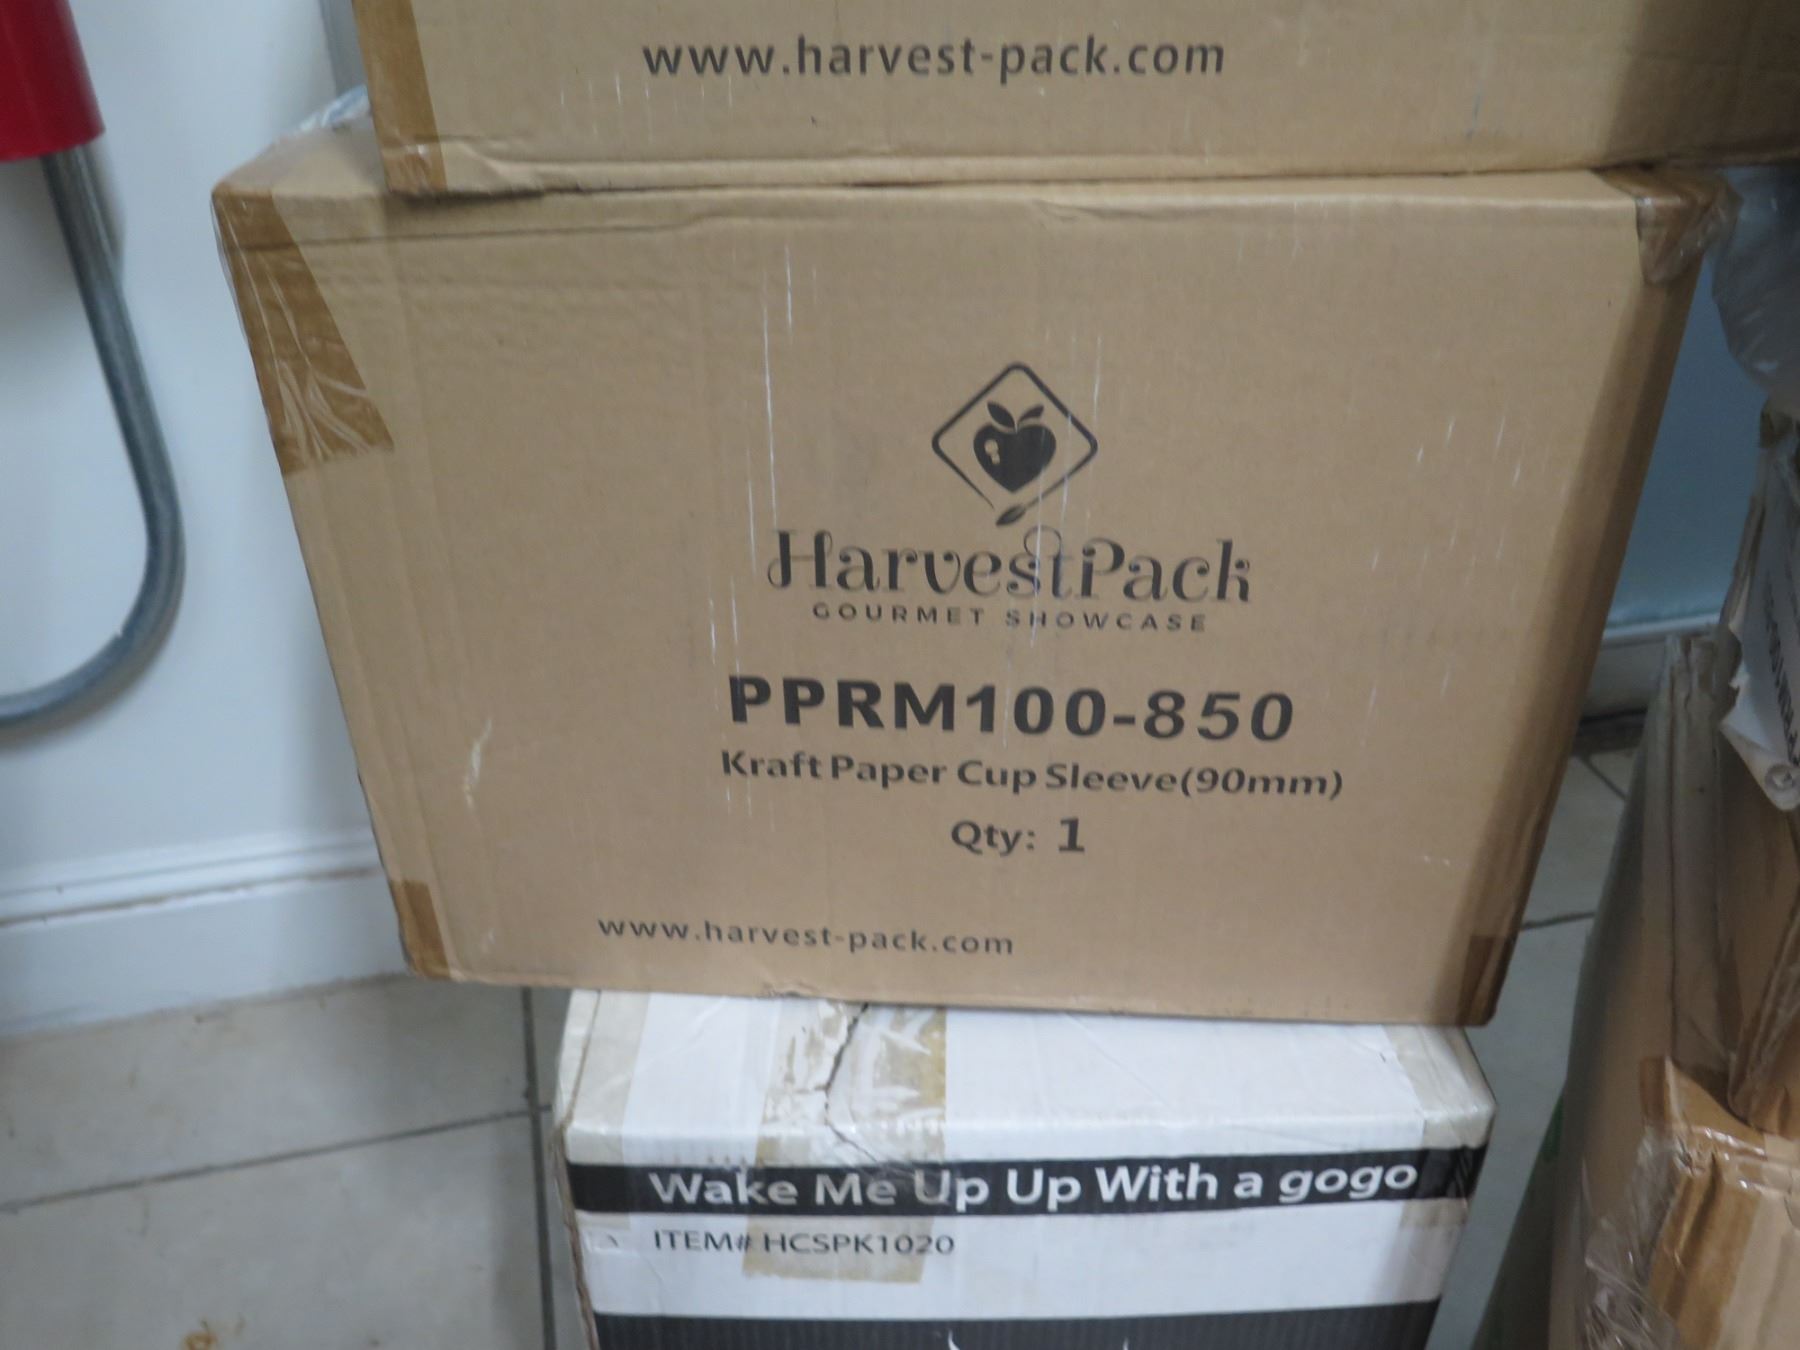 www.harvest-pack.com
HarvestPack
GOURMET SHOWCASE
PPRM100-850
Kraft Paper Cup Sleeve(90mm)
Qty: 1
www.harvest-pack.com
Wake Me Up Up With a gogo
ITEM# HCSPK1020